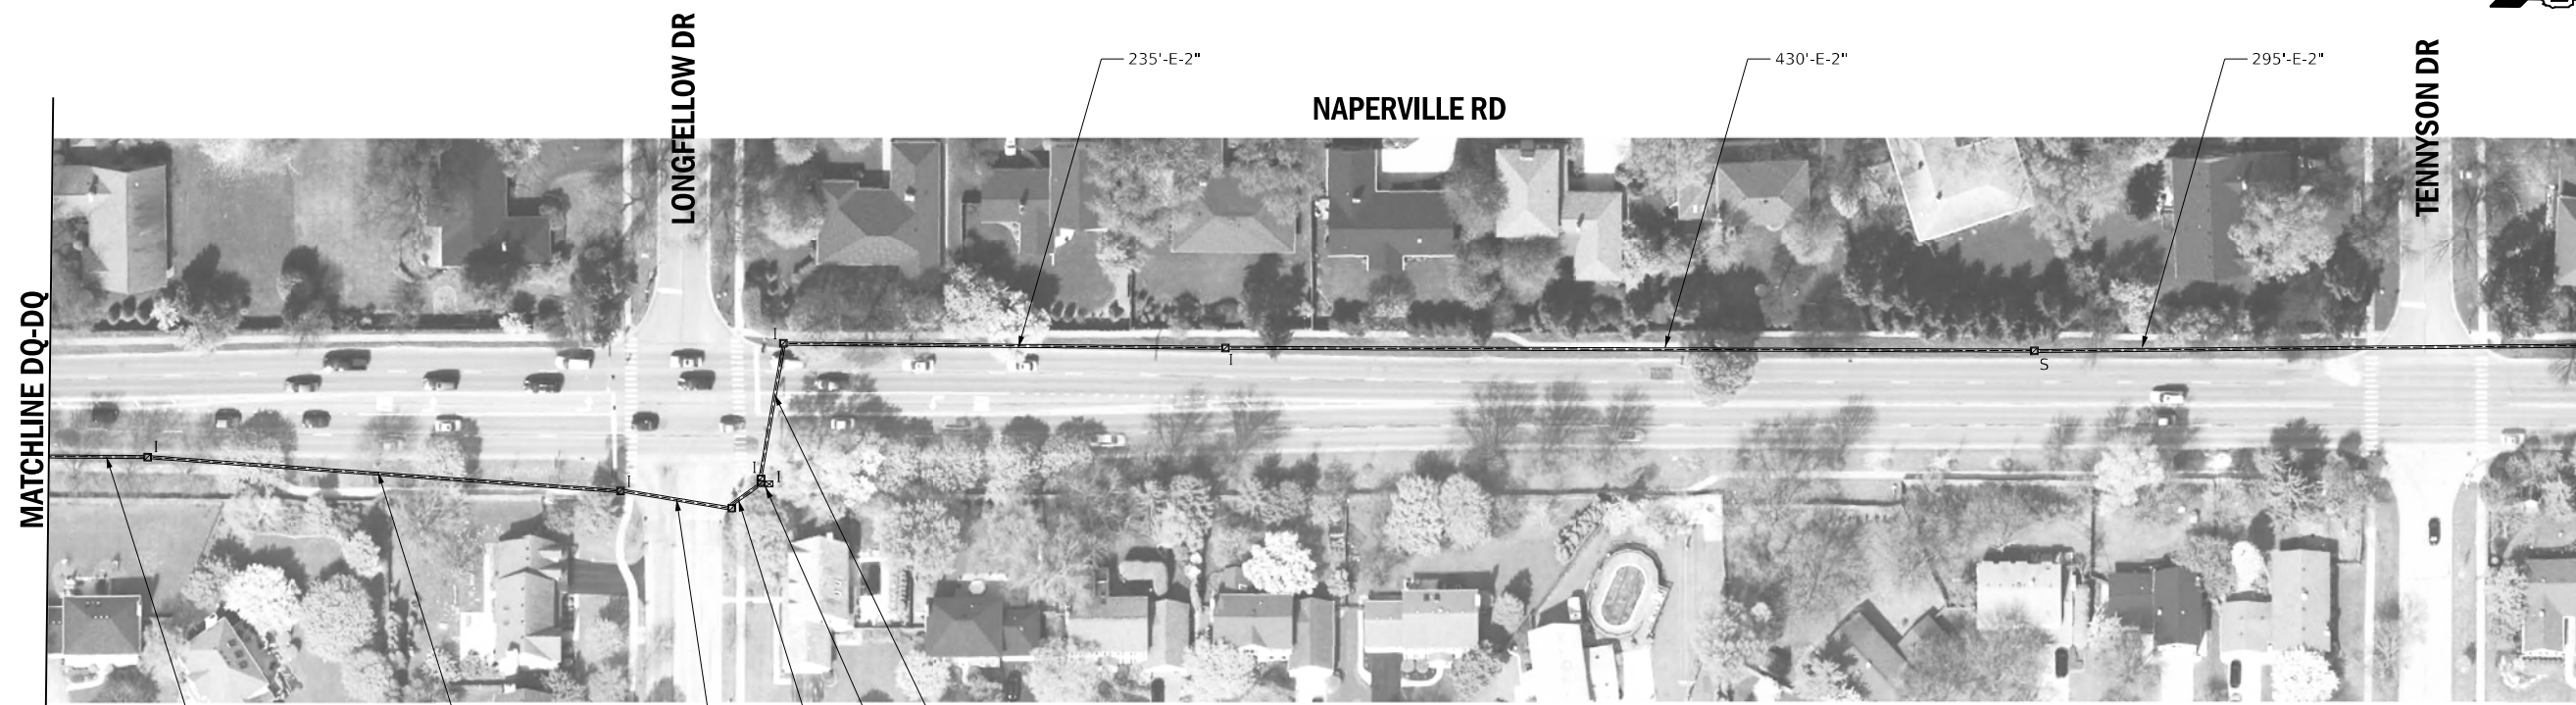 LONGFELLOW DR
235'-E-2"
430'-E-2"
295'-E-2"
TENNYSON DR
NAPERVILLE RD
MATCHLINE DQ-DQ
I
I
S
I
I
I
I